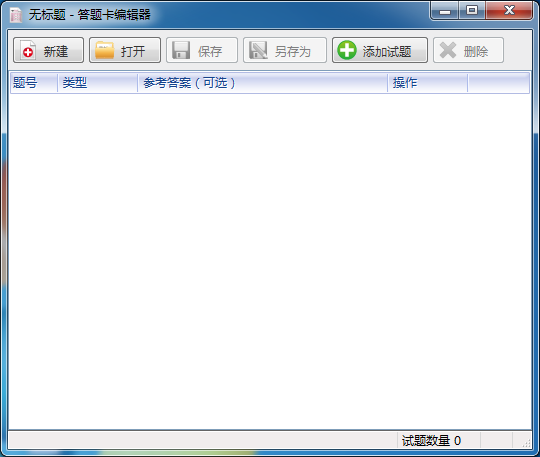 无标题 - 答题卡编辑器
新建 打开 保存 另存为 添加试题 删除
题号 类型 参考答案（可选） 操作
试题数量 0